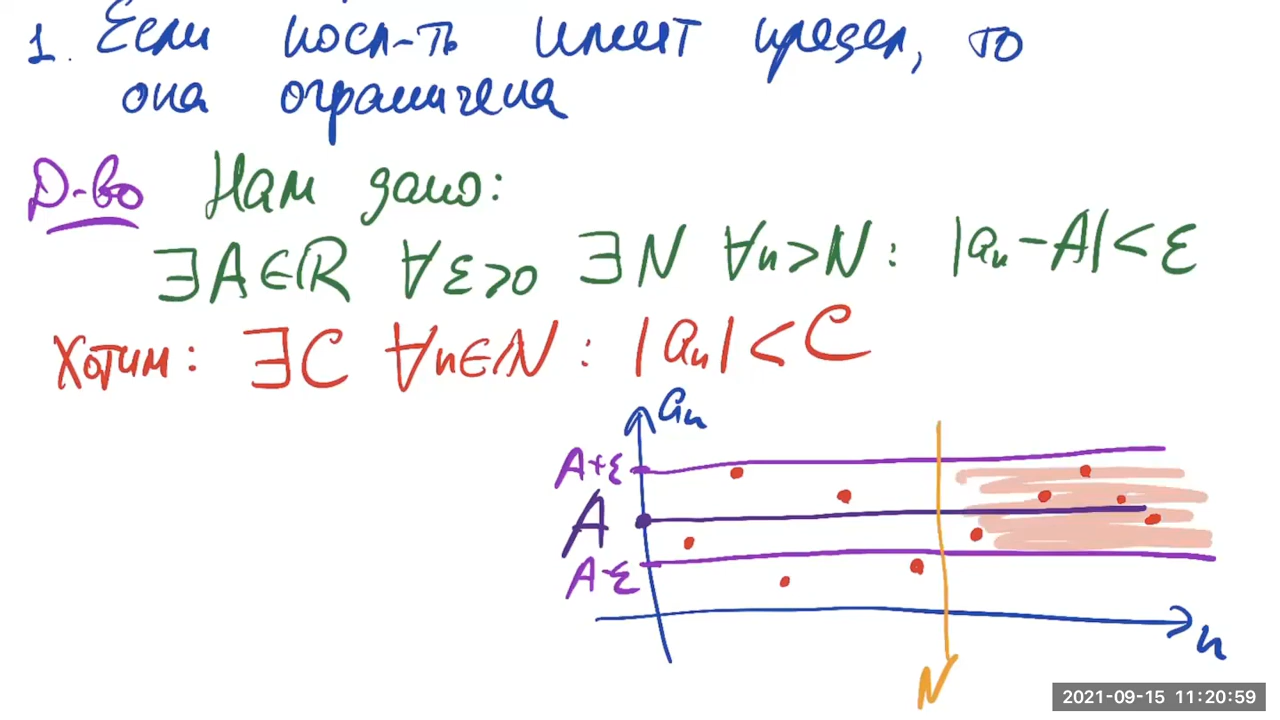 1. Если посл-ть имеет предел, то
она ограничена
Д-во Нам дано:
∃A∈ℝ ∀ε>0 ∃N ∀n>N: |aₙ-A|<ε
Хотим: ∃C ∀n∈ℕ: |aₙ|<C
aₙ
A+ε
A
A-ε
n
N
2021-09-15 11:20:59